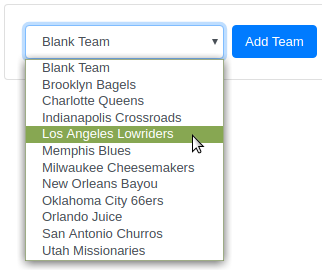 Blank Team
Add Team
Blank Team
Brooklyn Bagels
Charlotte Queens
Indianapolis Crossroads
Los Angeles Lowriders
Memphis Blues
Milwaukee Cheesemakers
New Orleans Bayou
Oklahoma City 66ers
Orlando Juice
San Antonio Churros
Utah Missionaries